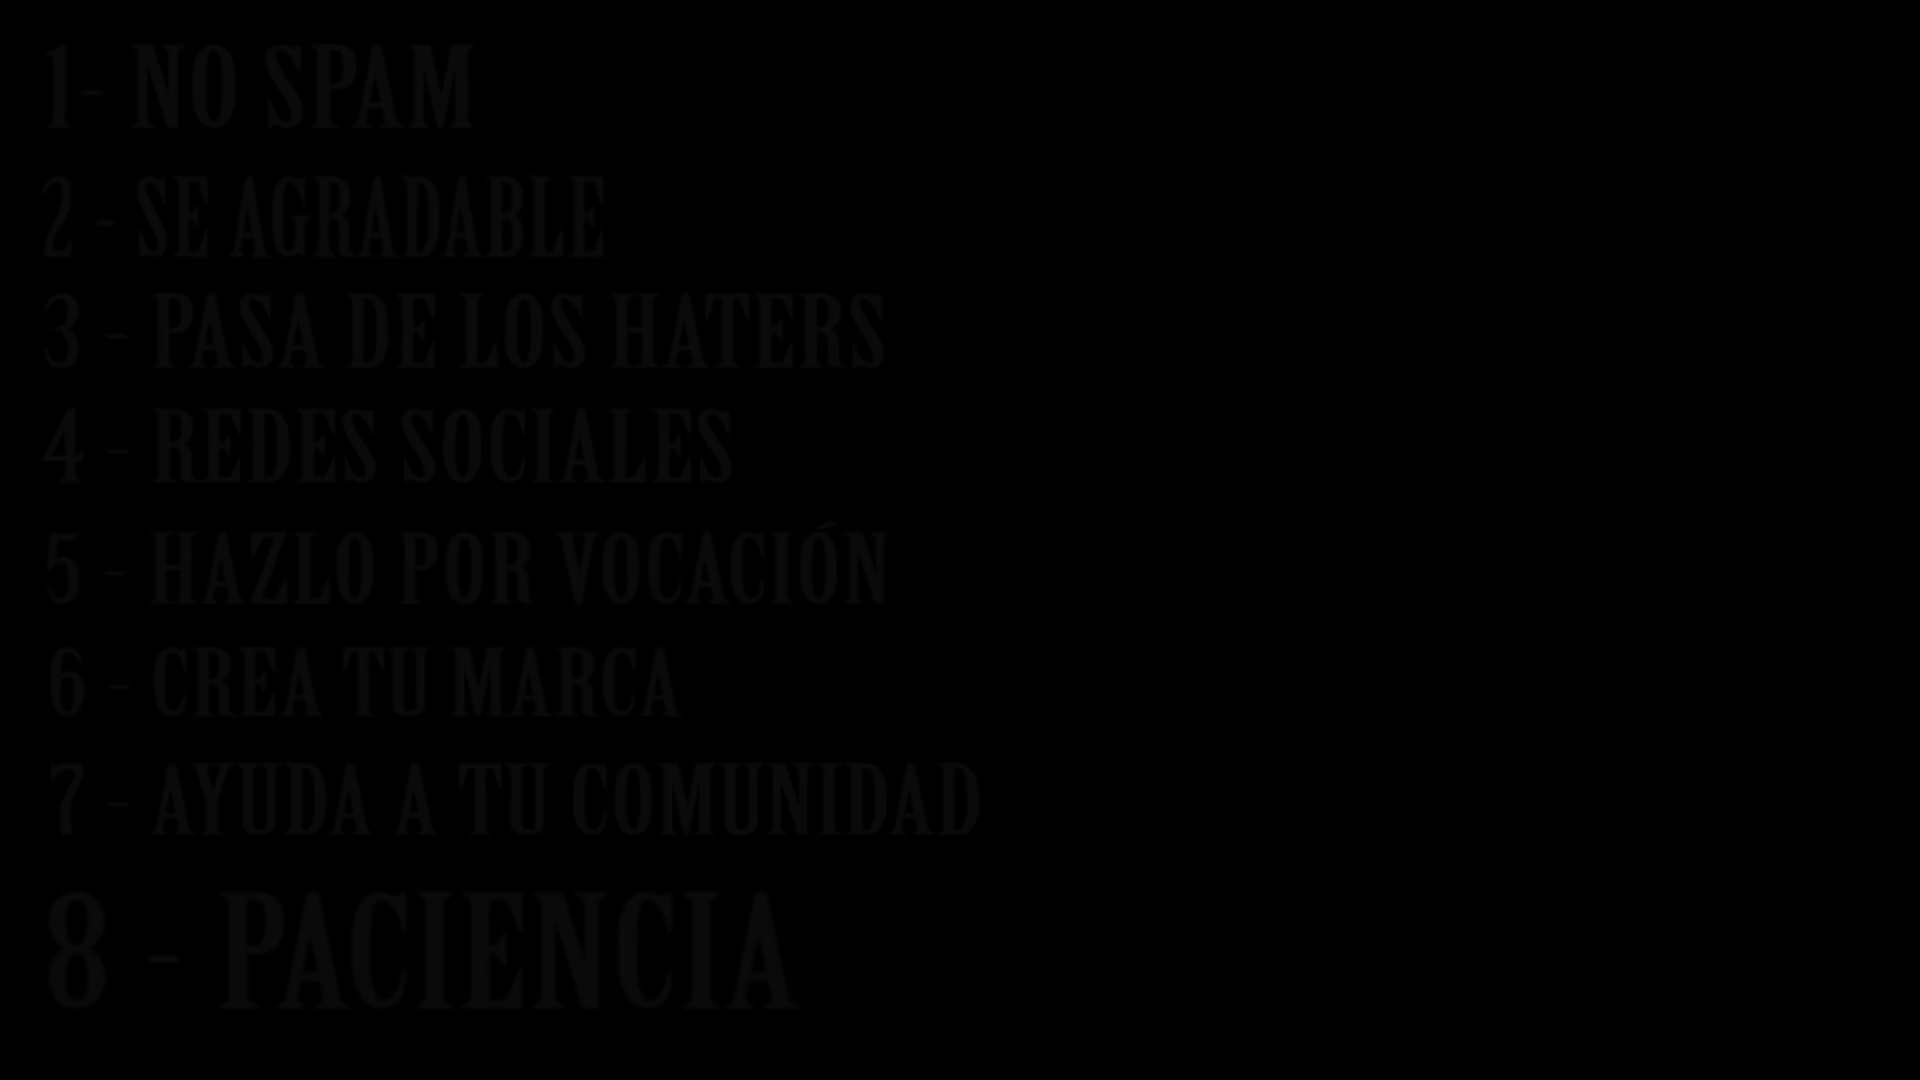 1- NO SPAM
2 - SE AGRADABLE
3 - PASA DE LOS HATERS
4 - REDES SOCIALES
5 - HAZLO POR VOCACIÓN
6 - CREA TU MARCA
7 - AYUDA A TU COMUNIDAD
8 - PACIENCIA